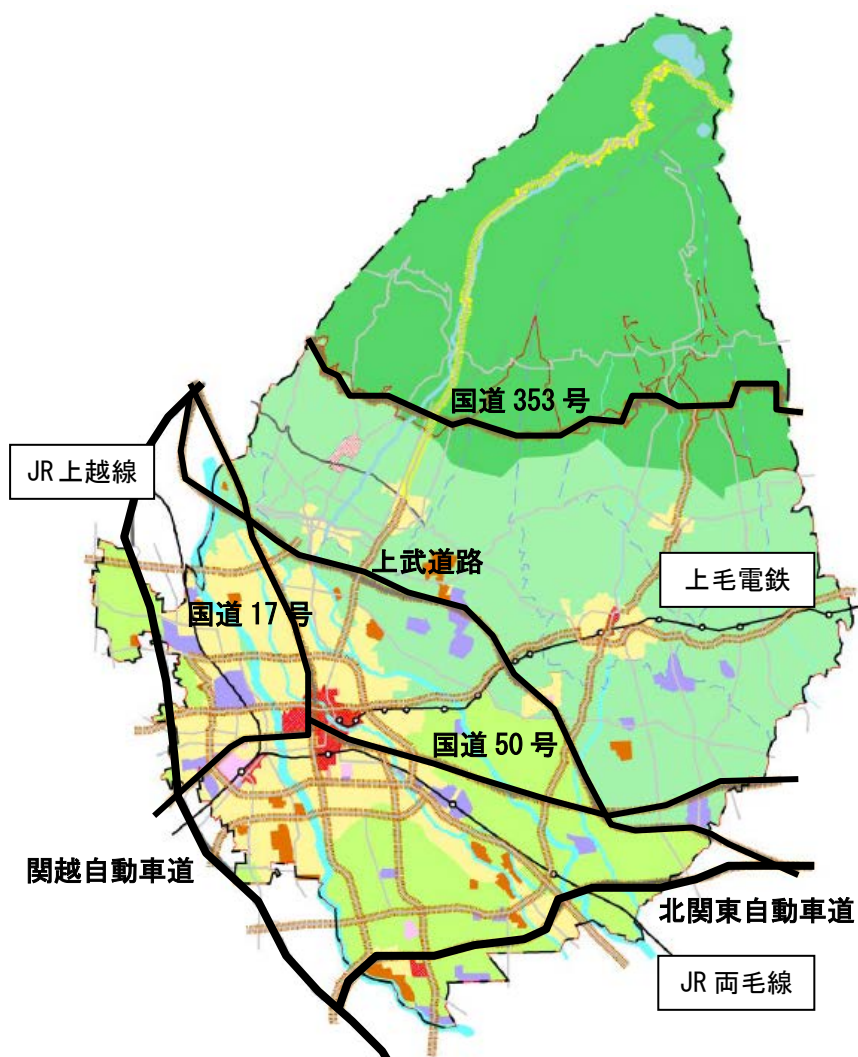 国道 353 号
JR 上越線
上武道路
上毛電鉄
国道 17 号
国道 50 号
関越自動車道
北関東自動車道
JR 両毛線